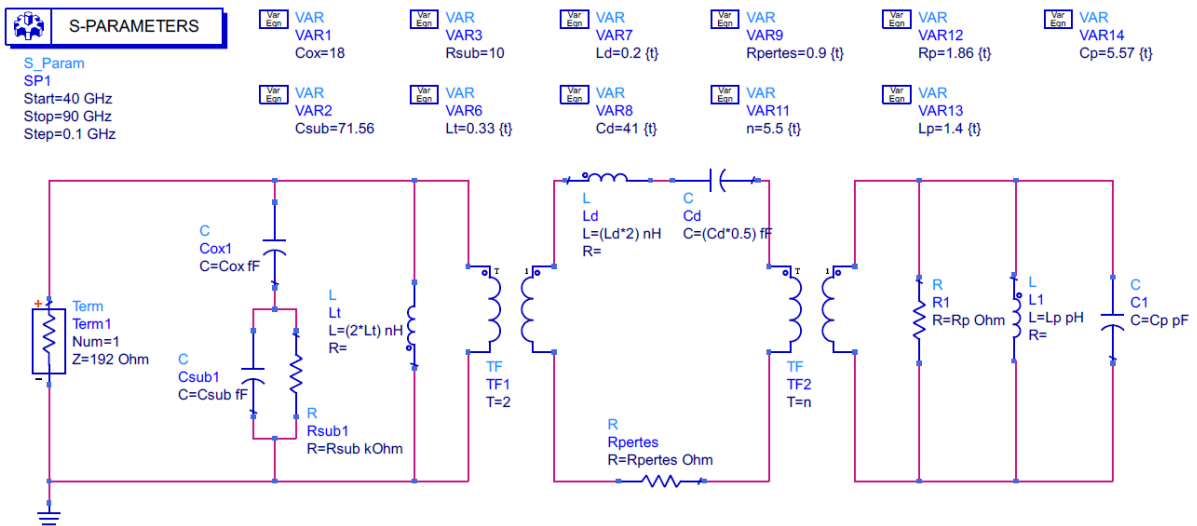 S-PARAMETERS
S_Param
SP1
Start=40 GHz
Stop=90 GHz
Step=0.1 GHz
Var
Eqn
VAR
VAR1
Cox=18
Var
Eqn
VAR
VAR3
Rsub=10
Var
Eqn
VAR
VAR7
Ld=0.2 {t}
Var
Eqn
VAR
VAR9
Rpertes=0.9 {t}
Var
Eqn
VAR
VAR12
Rp=1.86 {t}
Var
Eqn
VAR
VAR14
Cp=5.57 {t}
Var
Eqn
VAR
VAR2
Csub=71.56
Var
Eqn
VAR
VAR6
Lt=0.33 {t}
Var
Eqn
VAR
VAR8
Cd=41 {t}
Var
Eqn
VAR
VAR11
n=5.5 {t}
Var
Eqn
VAR
VAR13
Lp=1.4 {t}
+
Term
Term1
Num=1
Z=192 Ohm
-
C
Cox1
C=Cox fF
C
Csub1
C=Csub fF
R
Rsub1
R=Rsub kOhm
L
Lt
L=(2*Lt) nH
R=
T
1
TF
TF1
T=2
L
Ld
L=(Ld*2) nH
R=
C
Cd
C=(Cd*0.5) fF
R
Rpertes
R=Rpertes Ohm
T
1
TF
TF2
T=n
R
R1
R=Rp Ohm
L
L1
L=Lp pH
R=
C
C1
C=Cp pF